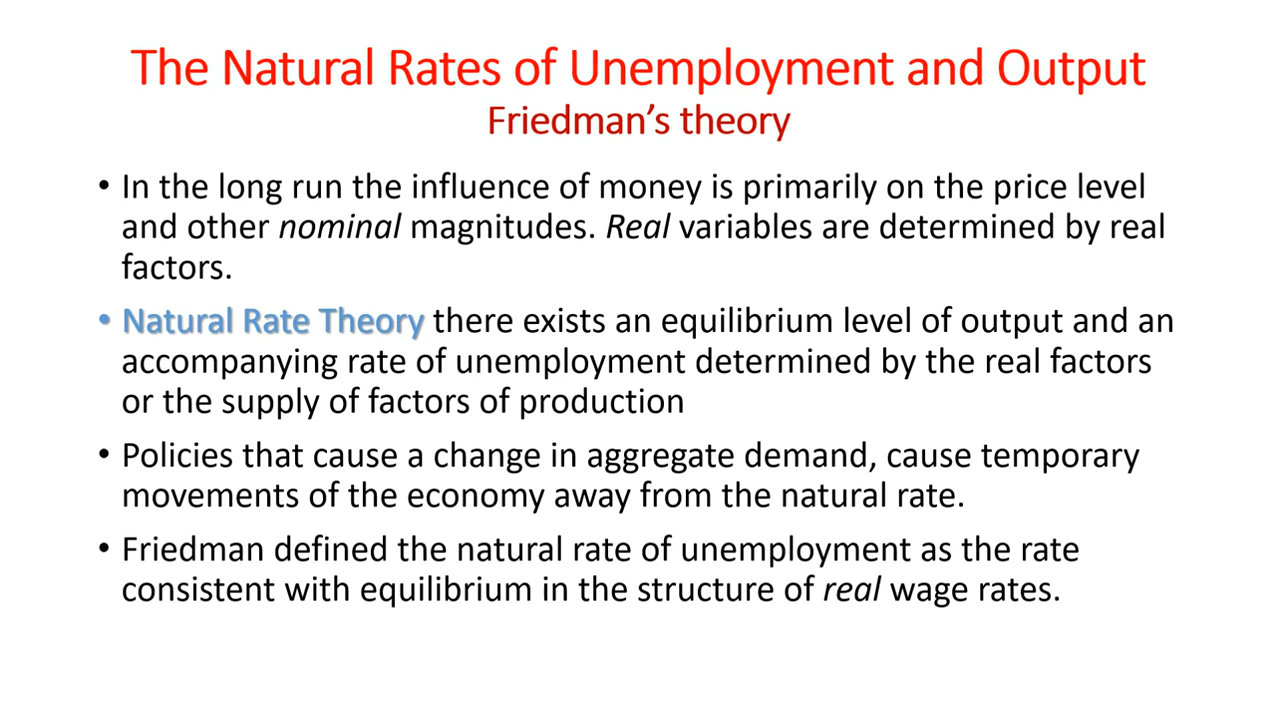 The Natural Rates of Unemployment and Output
Friedman’s theory
• In the long run the influence of money is primarily on the price level
and other nominal magnitudes. Real variables are determined by real
factors.
• Natural Rate Theory there exists an equilibrium level of output and an
accompanying rate of unemployment determined by the real factors
or the supply of factors of production
• Policies that cause a change in aggregate demand, cause temporary
movements of the economy away from the natural rate.
• Friedman defined the natural rate of unemployment as the rate
consistent with equilibrium in the structure of real wage rates.